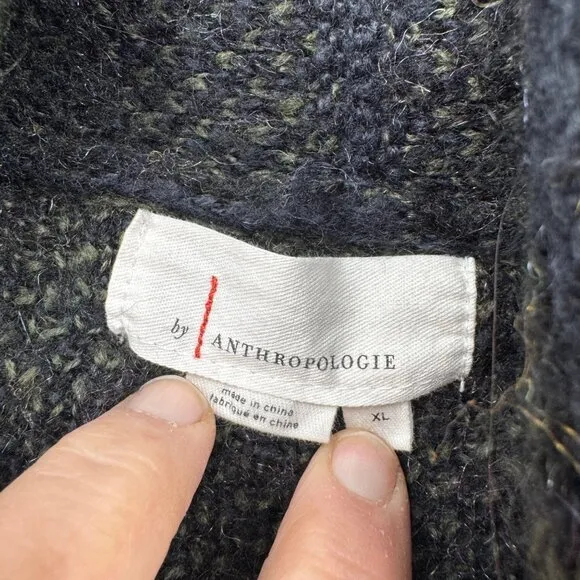 by ANTHROPOLOGIE
made in china
fabriqué en chine
XL